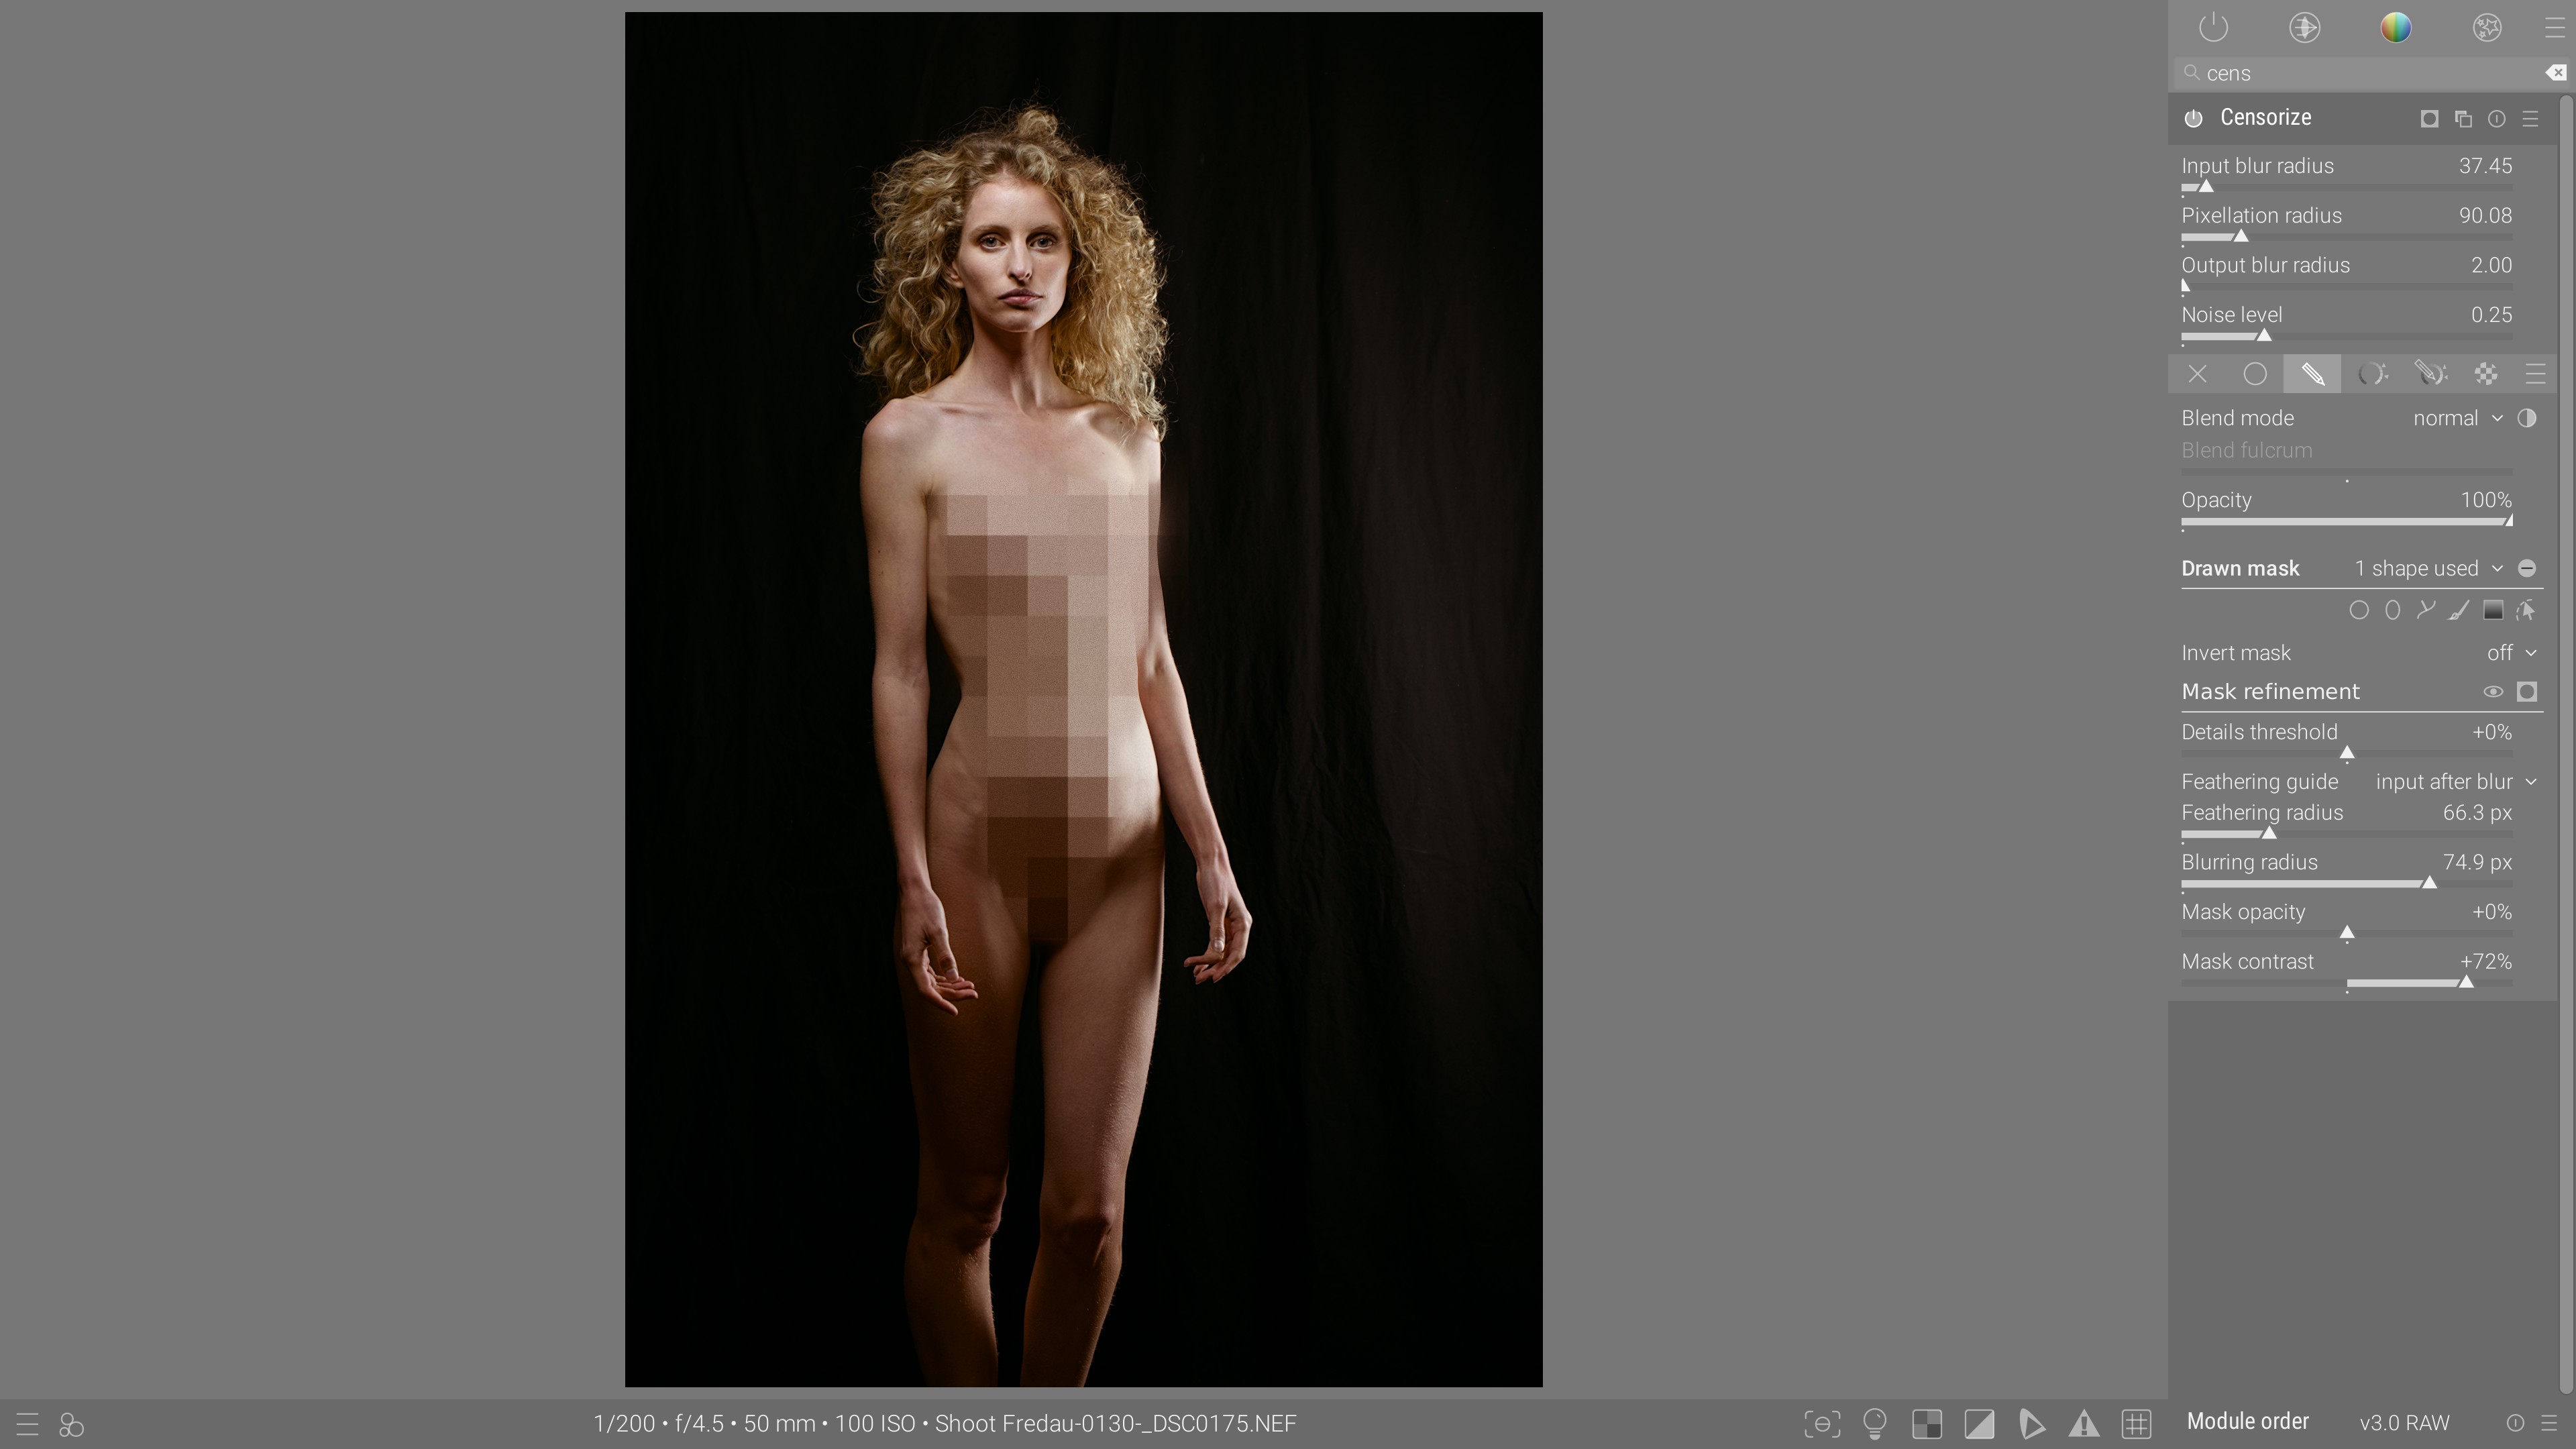 cens
Censorize
Input blur radius 37.45
Pixellation radius 90.08
Output blur radius 2.00
Noise level 0.25
Blend mode normal
Blend fulcrum
Opacity 100%
Drawn mask 1 shape used
Invert mask off
Mask refinement
Details threshold +0%
Feathering guide input after blur
Feathering radius 66.3 px
Blurring radius 74.9 px
Mask opacity +0%
Mask contrast +72%
1/200 • f/4.5 • 50 mm • 100 ISO • Shoot Fredau-0130-_DSC0175.NEF
Module order v3.0 RAW